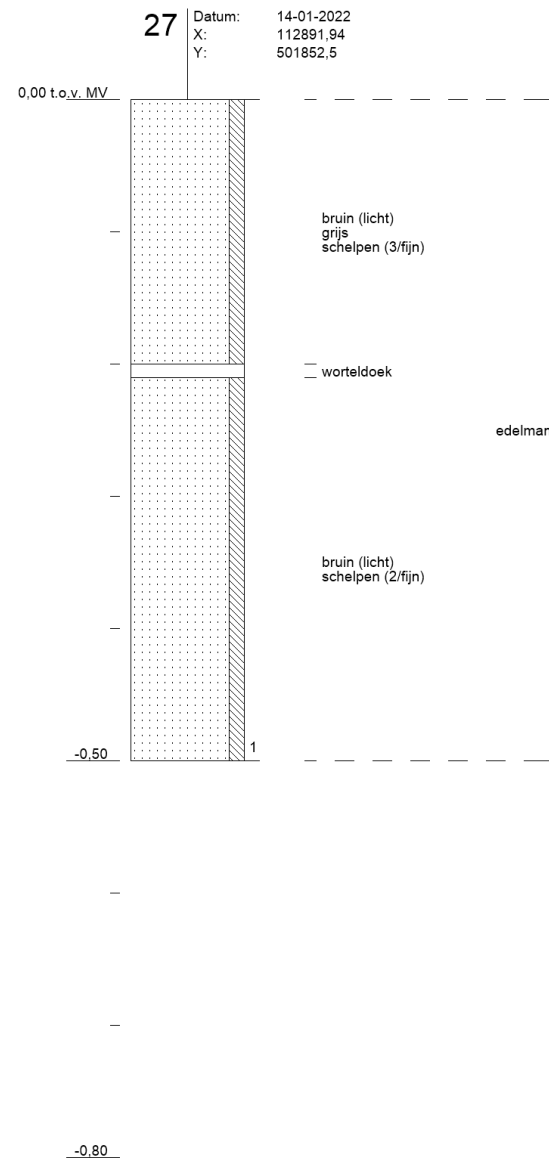 27
Datum: 14-01-2022
X: 112891,94
Y: 501852,5
0,00 t.o.v. MV
bruin (licht)
grijs
schelpen (3/fijn)
worteldoek
edelman
bruin (licht)
schelpen (2/fijn)
1
-0,50
-0,80